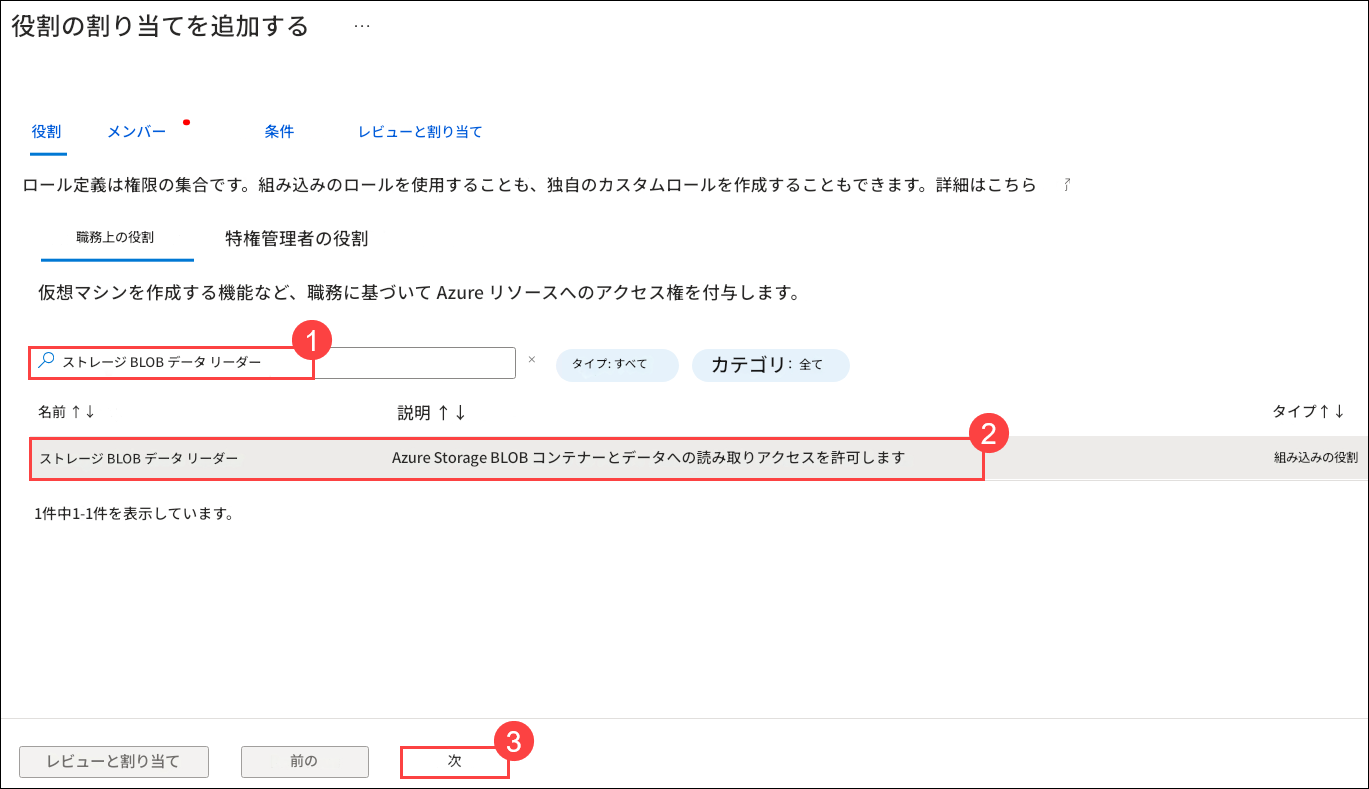 役割の割り当てを追加する …
役割 メンバー 条件 レビューと割り当て
ロール定義は権限の集合です。組み込みのロールを使用することも、独自のカスタムロールを作成することもできます。詳細はこちら
職務上の役割 特権管理者の役割
仮想マシンを作成する機能など、職務に基づいて Azure リソースへのアクセス権を付与します。
1
ストレージ BLOB データ リーダー × タイプ: すべて カテゴリ: 全て
名前 ↑↓ 説明 ↑↓ タイプ↑↓
2
ストレージ BLOB データ リーダー Azure Storage BLOB コンテナーとデータへの読み取りアクセスを許可します 組み込みの役割
1件中1-1件を表示しています。
3
レビューと割り当て 前の 次